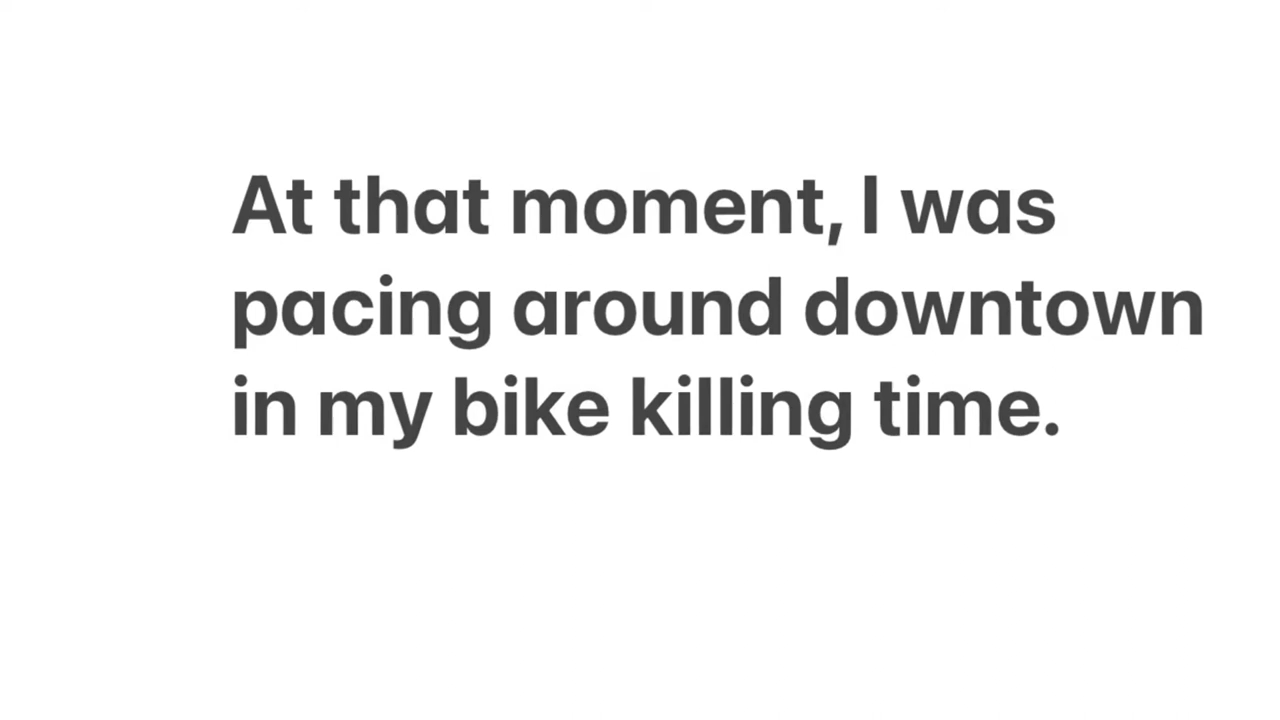 At that moment, I was
pacing around downtown
in my bike killing time.